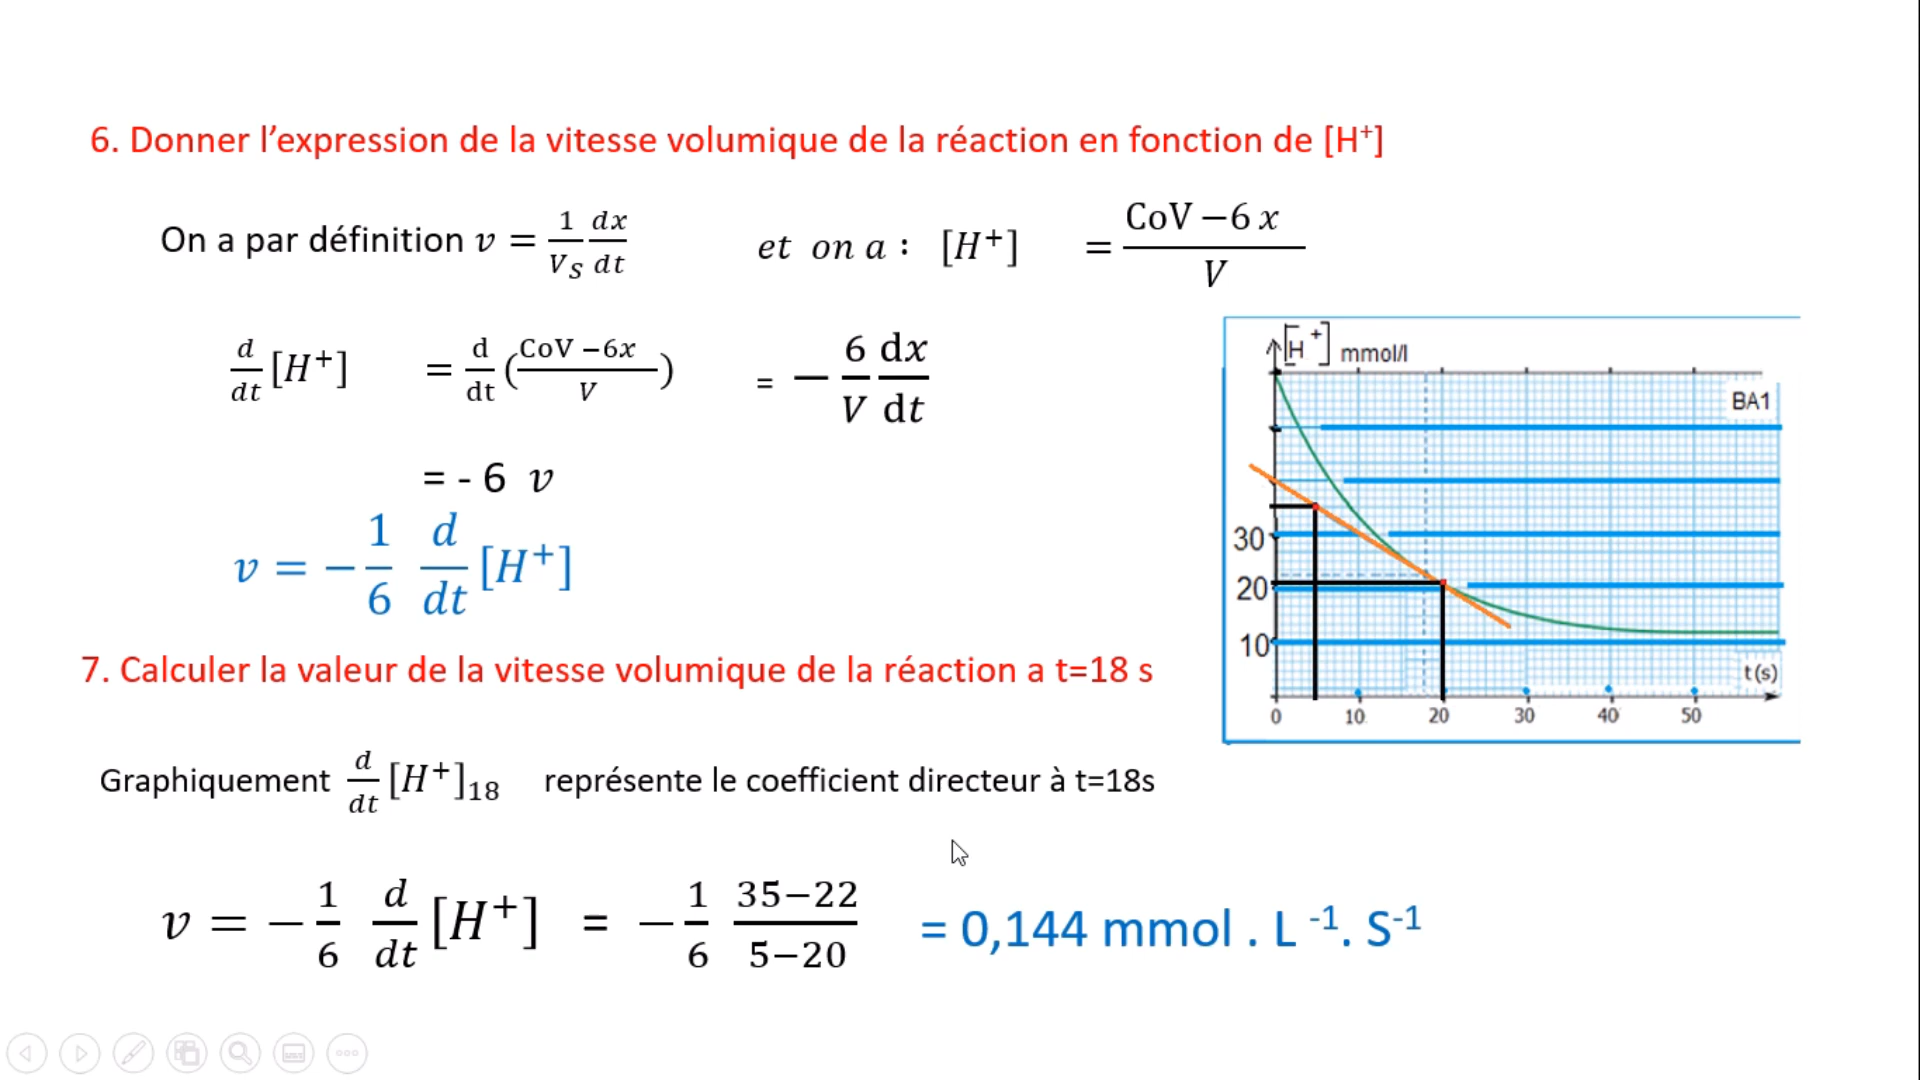 6. Donner l’expression de la vitesse volumique de la réaction en fonction de [H⁺]
On a par définition v = 1/V_S dx/dt et on a : [H⁺] = (CoV −6 x)/V
d/dt [H⁺] = d/dt ((CoV −6x)/V) = − 6/V dx/dt
= - 6 v
v = − 1/6 d/dt [H⁺]
7. Calculer la valeur de la vitesse volumique de la réaction a t=18 s
Graphiquement d/dt [H⁺]₁₈ représente le coefficient directeur à t=18s
v = − 1/6 d/dt [H⁺] = − 1/6 (35−22)/(5−20) = 0,144 mmol . L ⁻¹. S⁻¹
[H⁺] mmol/l
BA1
30
20
10
t(s)
0 10 20 30 40 50